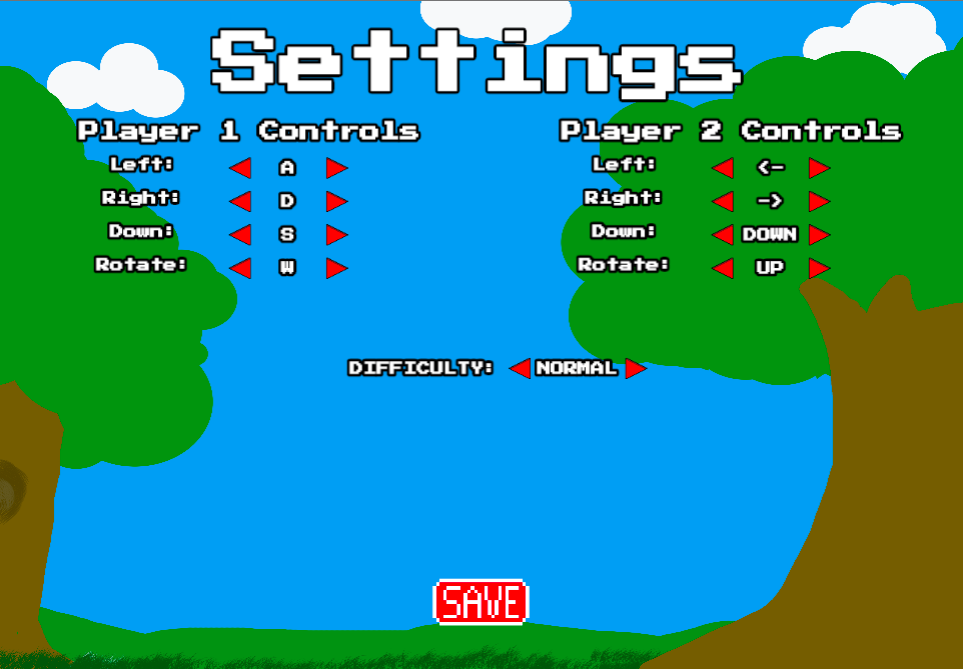 Settings
Player 1 Controls
Left: A
Right: D
Down: S
Rotate: W
Player 2 Controls
Left: <-
Right: ->
Down: DOWN
Rotate: UP
DIFFICULTY: NORMAL
SAVE